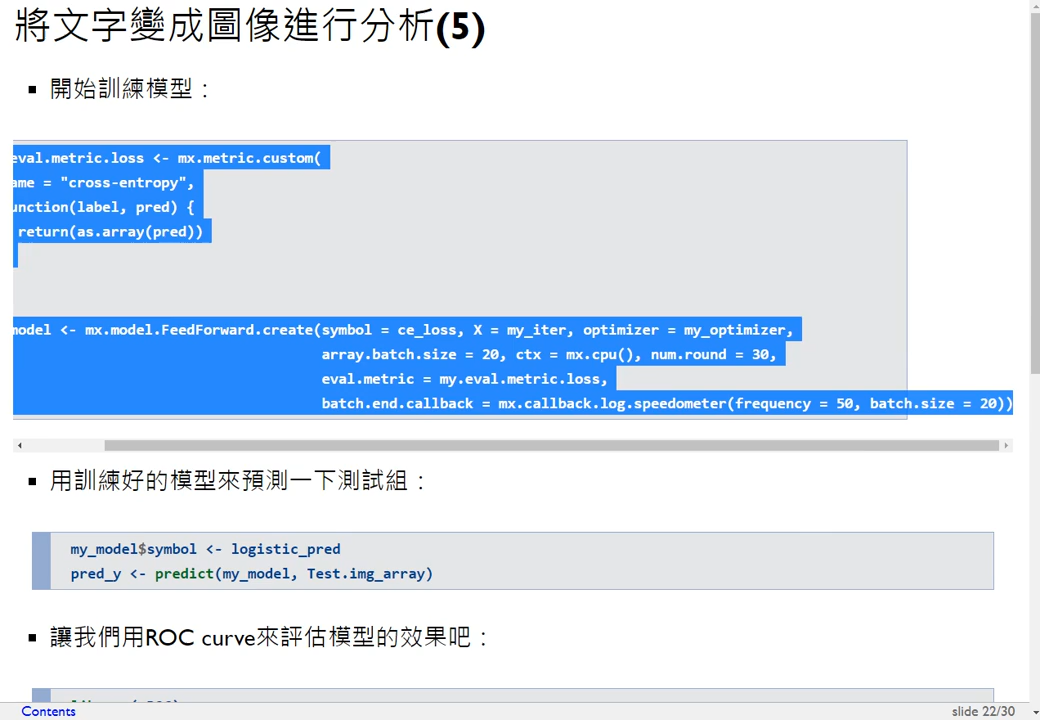 將文字變成圖像進行分析(5)
開始訓練模型：
eval.metric.loss <- mx.metric.custom(
ame = "cross-entropy",
unction(label, pred) {
return(as.array(pred))
model <- mx.model.FeedForward.create(symbol = ce_loss, X = my_iter, optimizer = my_optimizer,
array.batch.size = 20, ctx = mx.cpu(), num.round = 30,
eval.metric = my.eval.metric.loss,
batch.end.callback = mx.callback.log.speedometer(frequency = 50, batch.size = 20))
用訓練好的模型來預測一下測試組：
my_model$symbol <- logistic_pred
pred_y <- predict(my_model, Test.img_array)
讓我們用ROC curve來評估模型的效果吧：
Contents
slide 22/30